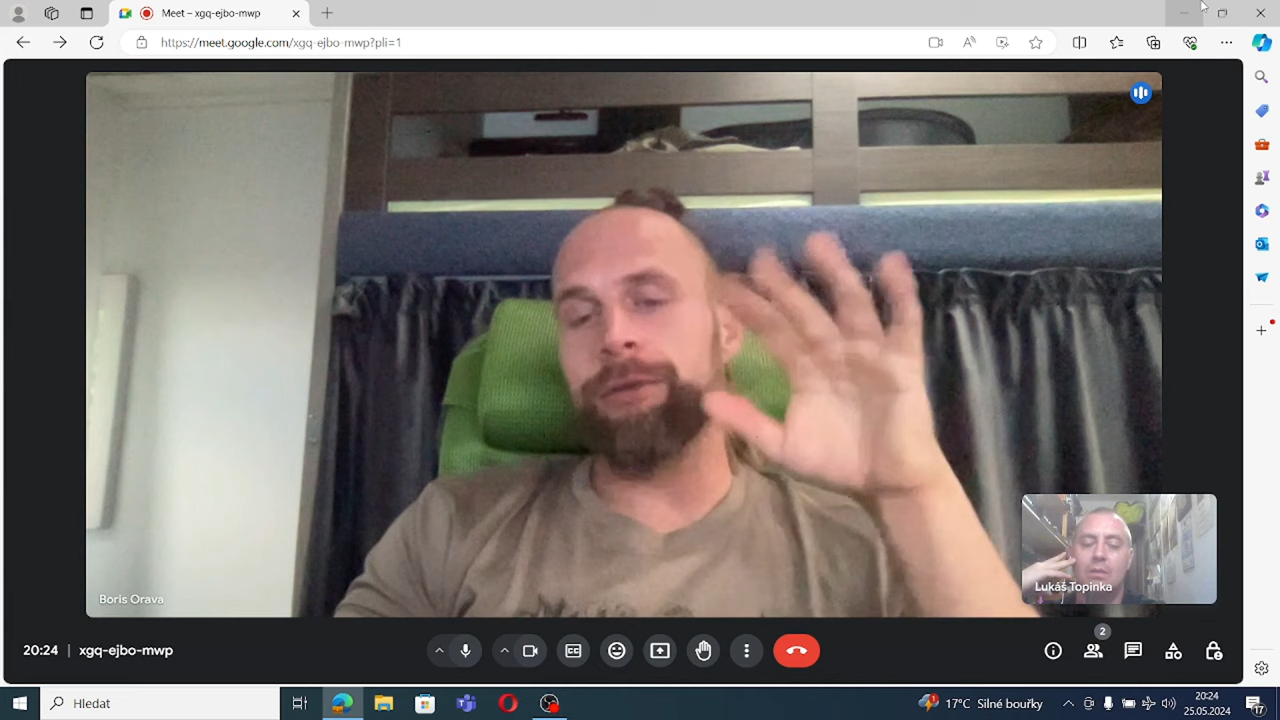 Meet – xgq-ejbo-mwp
https://meet.google.com/xgq-ejbo-mwp?pli=1
Boris Orava
Lukáš Topinka
2
20:24 | xgq-ejbo-mwp
Hledat
1
17°C Silné bouřky
20:24
25.05.2024
17